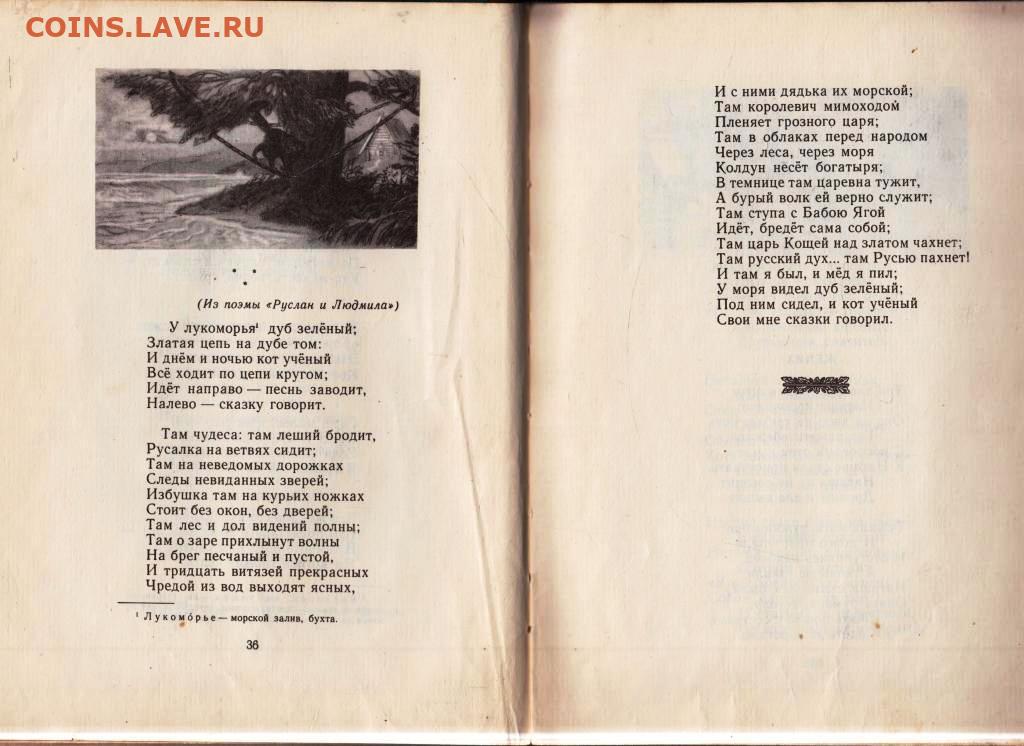 COINS.LAVE.RU
(Из поэмы «Руслан и Людмила»)
У лукоморья¹ дуб зелёный;
Златая цепь на дубе том:
И днём и ночью кот учёный
Всё ходит по цепи кругом;
Идёт направо — песнь заводит,
Налево — сказку говорит.
Там чудеса: там леший бродит,
Русалка на ветвях сидит;
Там на неведомых дорожках
Следы невиданных зверей;
Избушка там на курьих ножках
Стоит без окон, без дверей;
Там лес и дол видений полны;
Там о заре прихлынут волны
На брег песчаный и пустой,
И тридцать витязей прекрасных
Чредой из вод выходят ясных,
¹ Лукомо́рье — морской залив, бухта.
36
И с ними дядька их морской;
Там королевич мимоходом
Пленяет грозного царя;
Там в облаках перед народом
Через леса, через моря
Колдун несёт богатыря;
В темнице там царевна тужит,
А бурый волк ей верно служит;
Там ступа с Бабою Ягой
Идёт, бредёт сама собой;
Там царь Кощей над златом чахнет;
Там русский дух... там Русью пахнет!
И там я был, и мёд я пил;
У моря видел дуб зелёный;
Под ним сидел, и кот учёный
Свои мне сказки говорил.